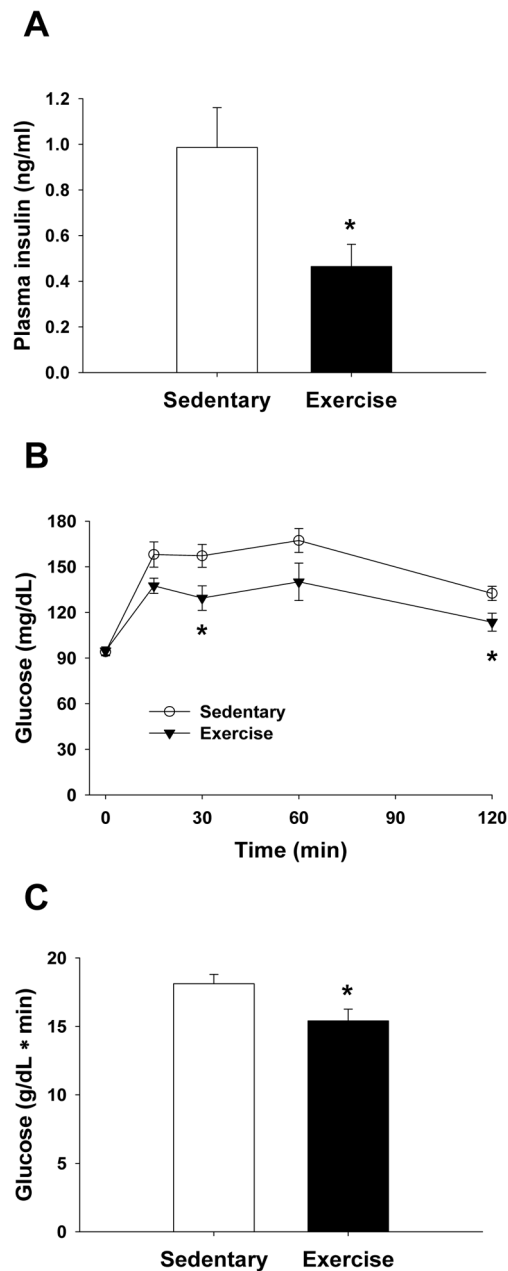 A
Plasma insulin (ng/ml)
1.2
1.0
0.8
0.6
0.4
0.2
0.0
*
Sedentary Exercise
B
Glucose (mg/dL)
180
150
120
90
60
30
0
*
*
Sedentary
Exercise
0 30 60 90 120
Time (min)
C
Glucose (g/dL * min)
20
15
10
5
0
*
Sedentary Exercise